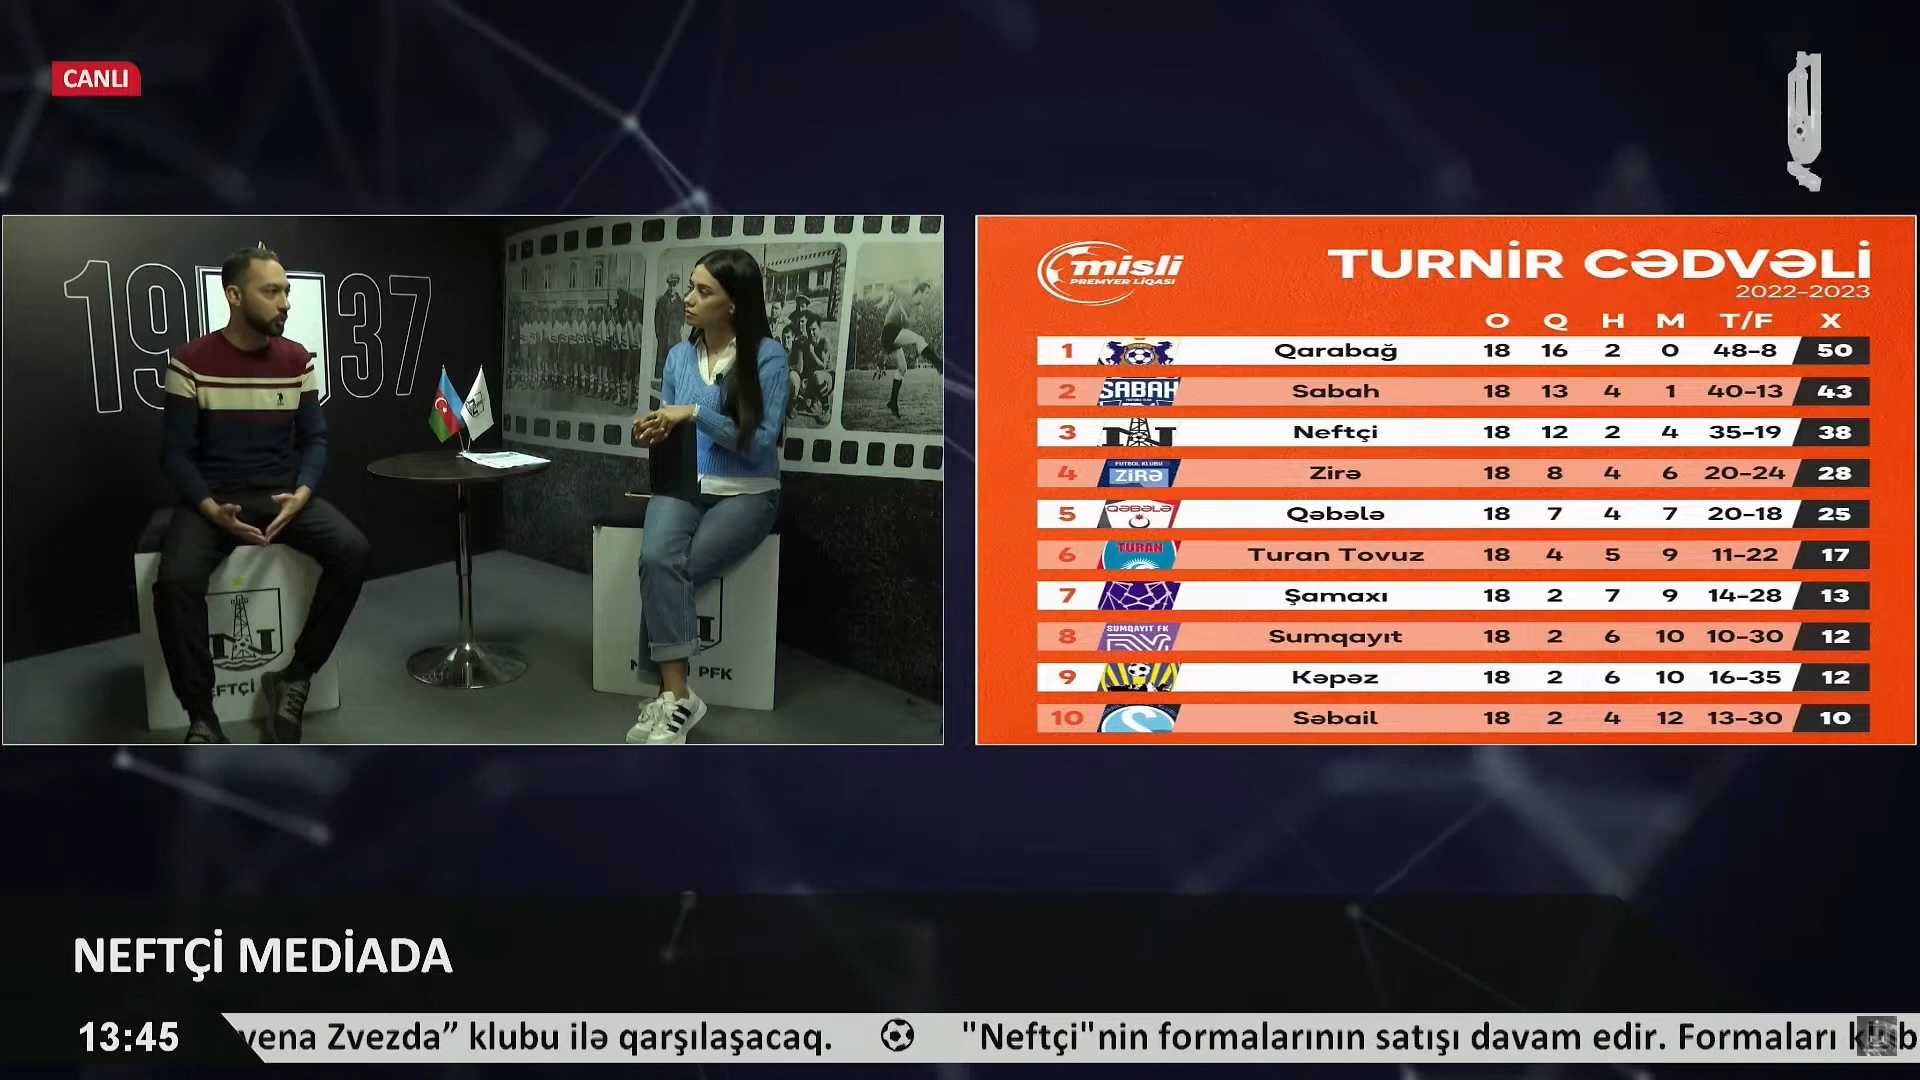 CANLI
1937
NEFTÇİ
PFK
misli
PREMYER LİQASI
TURNİR CƏDVƏLİ
2022-2023
O Q H M T/F X
1 Qarabağ 18 16 2 0 48-8 50
2 SABAH Sabah 18 13 4 1 40-13 43
3 Neftçi 18 12 2 4 35-19 38
4 FUTBOL KLUBU ZİRƏ Zirə 18 8 4 6 20-24 28
5 QƏBƏLƏ Qəbələ 18 7 4 7 20-18 25
6 TURAN Turan Tovuz 18 4 5 9 11-22 17
7 Şamaxı 18 2 7 9 14-28 13
8 SUMQAYIT FK Sumqayıt 18 2 6 10 10-30 12
9 Kəpəz 18 2 6 10 16-35 12
10 Səbail 18 2 4 12 13-30 10
NEFTÇİ MEDİADA
13:45 vena Zvezda” klubu ilə qarşılaşacaq. "Neftçi"nin formalarının satışı davam edir. Formaları klub